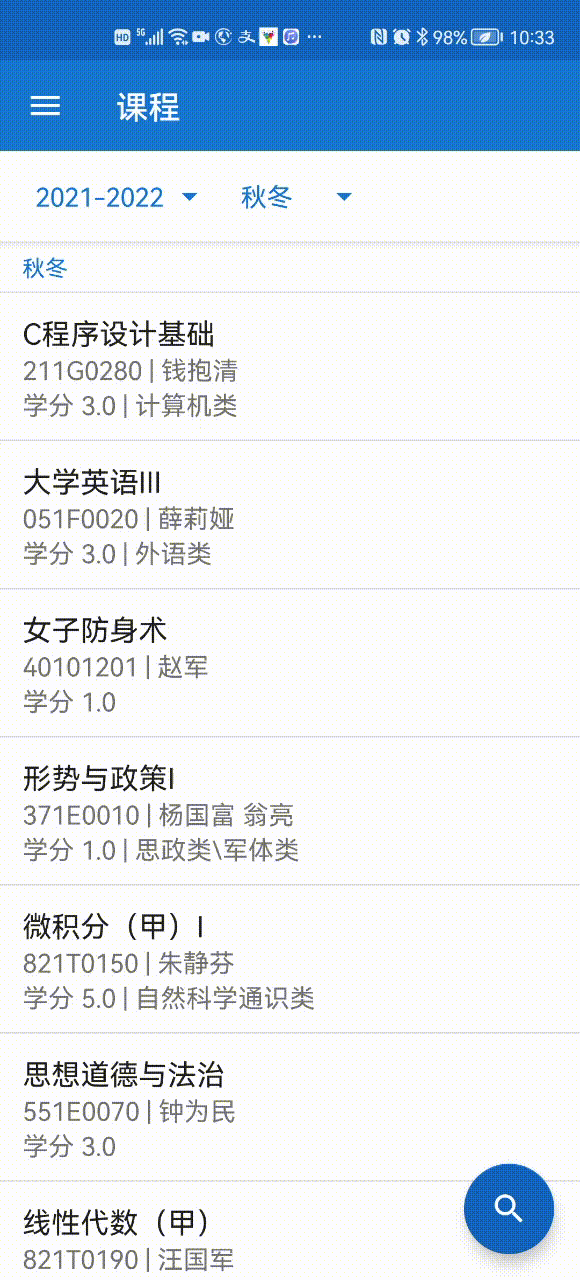 HD 5G 98% 10:33
课程
2021-2022 秋冬
秋冬
C程序设计基础
211G0280 | 钱抱清
学分 3.0 | 计算机类
大学英语III
051F0020 | 薛莉娅
学分 3.0 | 外语类
女子防身术
40101201 | 赵军
学分 1.0
形势与政策I
371E0010 | 杨国富 翁亮
学分 1.0 | 思政类\军体类
微积分（甲）I
821T0150 | 朱静芬
学分 5.0 | 自然科学通识类
思想道德与法治
551E0070 | 钟为民
学分 3.0
线性代数（甲）
821T0190 | 汪国军